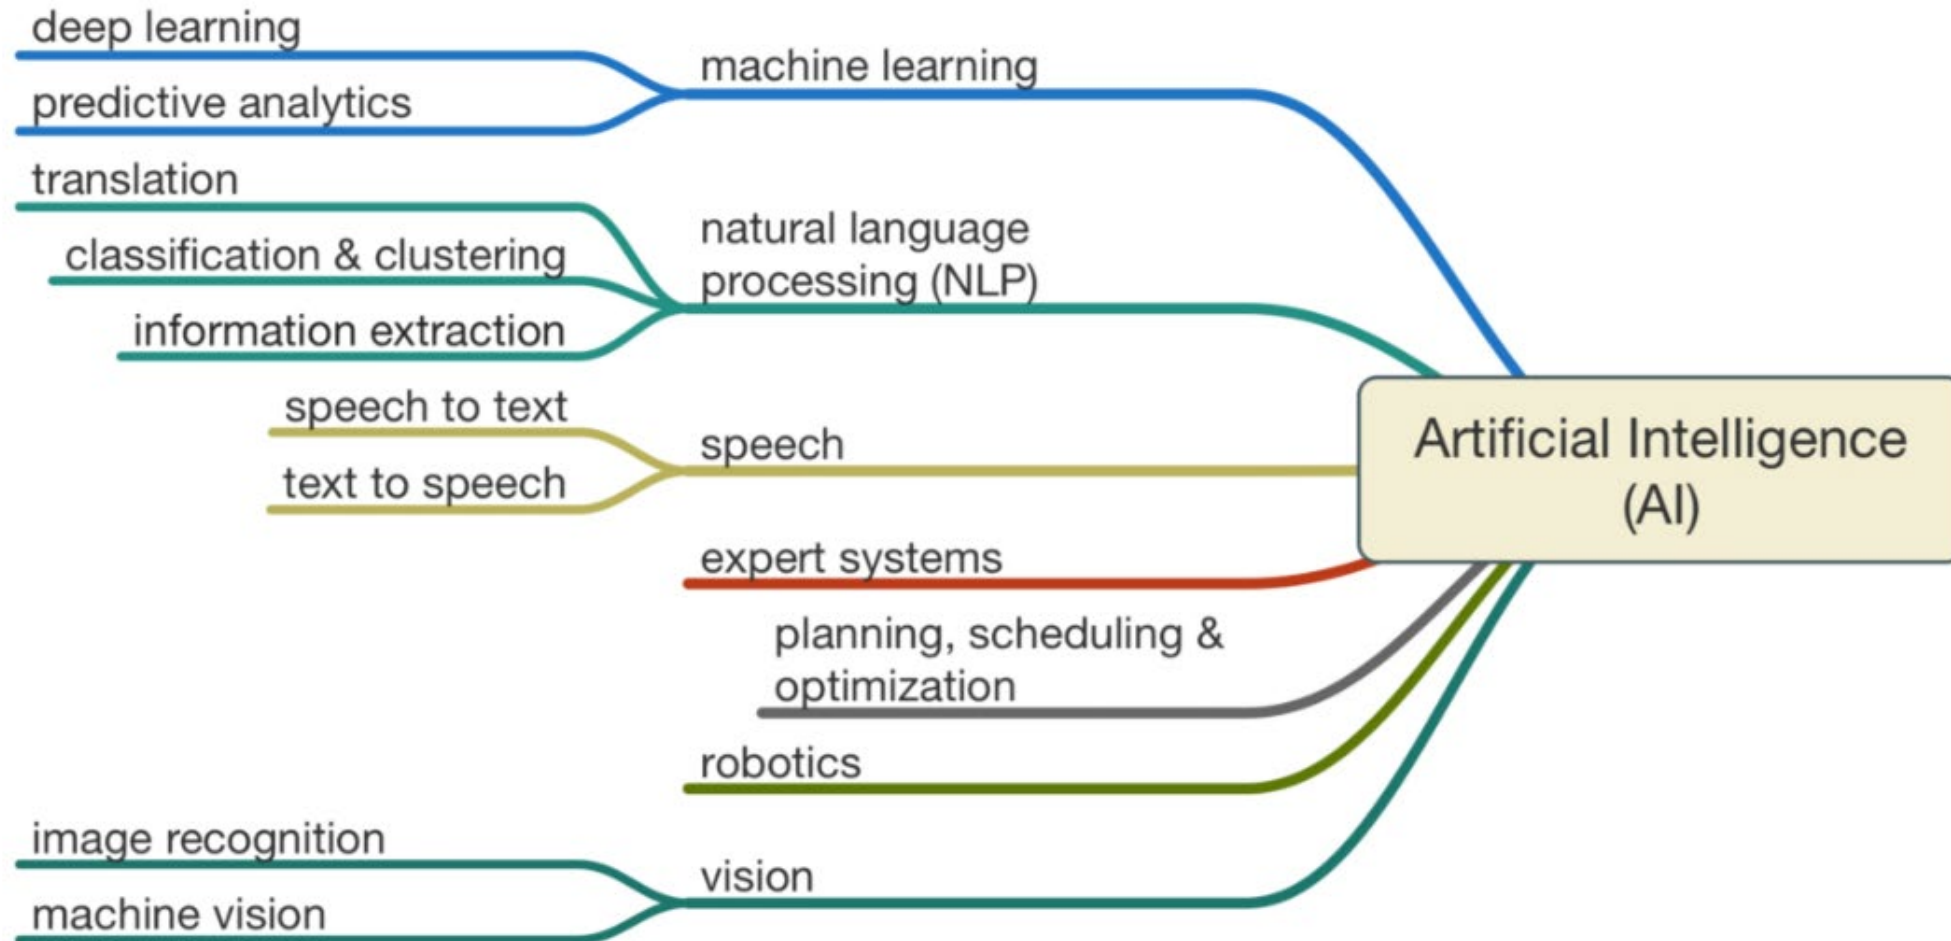 deep learning
predictive analytics
machine learning
translation
classification & clustering
information extraction
natural language
processing (NLP)
speech to text
text to speech
speech
expert systems
planning, scheduling &
optimization
robotics
image recognition
machine vision
vision
Artificial Intelligence
(AI)